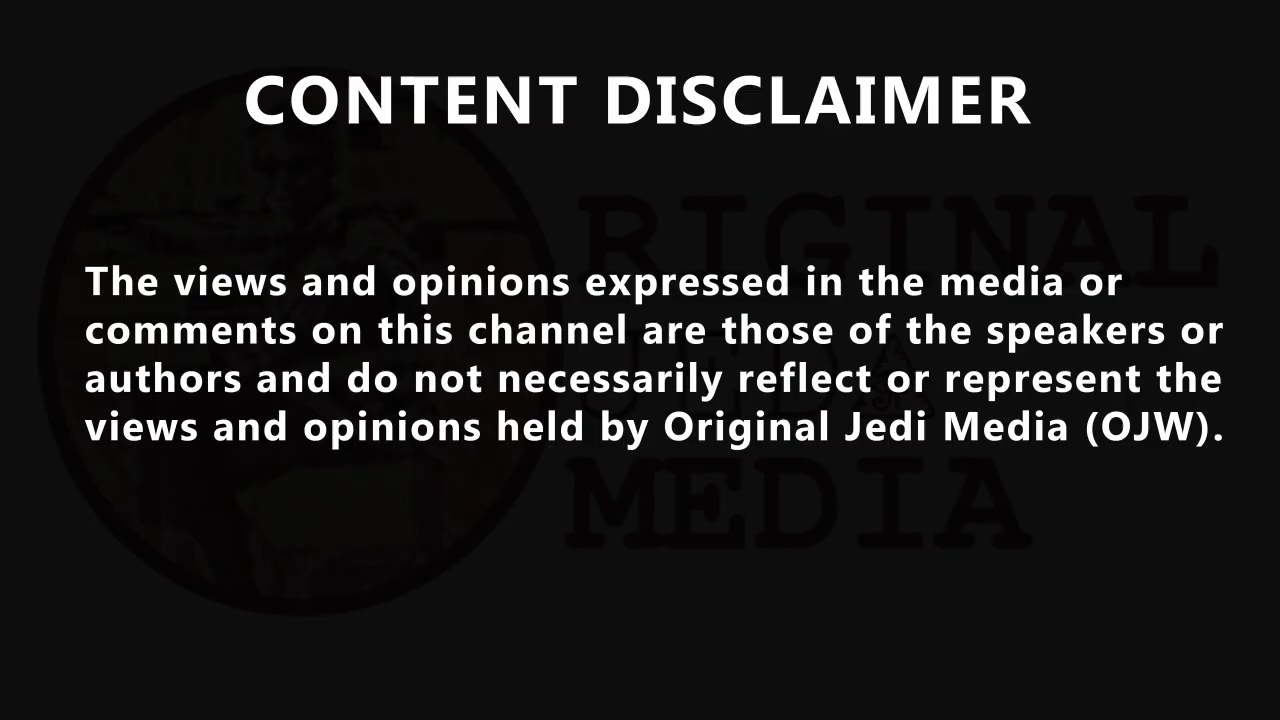 CONTENT DISCLAIMER
RIGINAL
The views and opinions expressed in the media or
comments on this channel are those of the speakers or
authors and do not necessarily reflect or represent the
views and opinions held by Original Jedi Media (OJW).
MEDIA